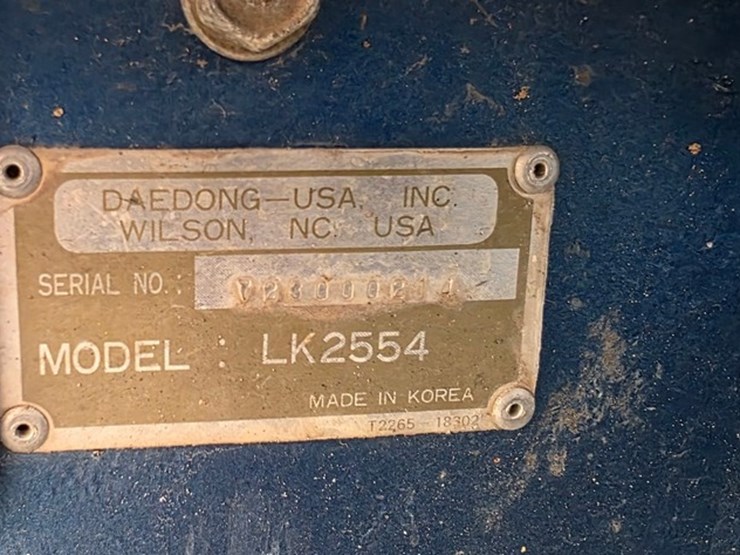 DAEDONG—USA, INC.
WILSON, NC. USA
SERIAL NO.:
MODEL : LK2554
MADE IN KOREA
T2265-18302